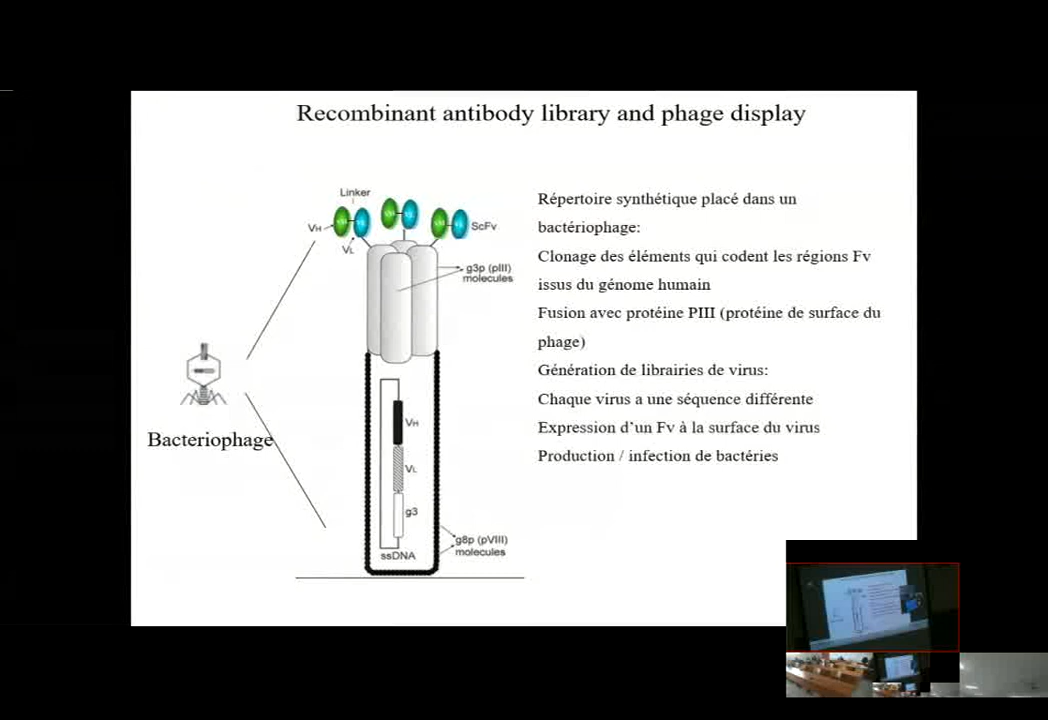 Recombinant antibody library and phage display
Linker
VH
VL
ScFv
g3p (pIII)
molecules
Bacteriophage
VH
VL
g3
ssDNA
g8p (pVIII)
molecules
Répertoire synthétique placé dans un
bactériophage:
Clonage des éléments qui codent les régions Fv
issus du génome humain
Fusion avec protéine PIII (protéine de surface du
phage)
Génération de librairies de virus:
Chaque virus a une séquence différente
Expression d’un Fv à la surface du virus
Production / infection de bactéries